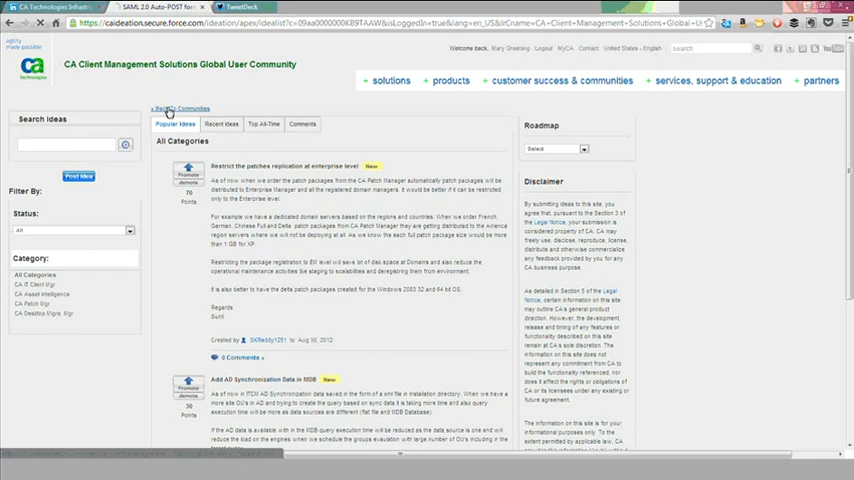 CA Technologies Infrastr
SAML 2.0 Auto-POST for
TweetDeck
agility
made possible
ca
technologies
CA Client Management Solutions Global User Community
Welcome back, Mary Greening Logout MyCA Contact United States - English
search
+ solutions + products + customer success & communities + services, support & education + partners
« Back To Communities
Popular Ideas Recent Ideas Top All-Time Comments
Search Ideas
Post Idea
Filter By:
Status:
All
Category:
All Categories
CA IT Client Mgr
CA Asset Intelligence
CA Patch Mgr
CA Desktop Migra. Mgr
All Categories
Promote
demote
70
Points
Restrict the patches replication at enterprise level New
As of now when we order the patch packages from the CA Patch Manager automatically patch packages will be
distributed to Enterprise Manager and all the registered domain managers. It would be better if it can be restricted
only to the Enterprise level.
For example we have a dedicated domain servers based on the regions and countries. When we order French,
German, Chinese Full and Delta patch packages from CA Patch Manager they are getting distributed to the America
region servers where we will not be deploying at all. As we know the each full patch package size would be more
than 1 GB for XP.
Restricting the package registration to EM level will save lot of disk space at Domains and also reduce the
operational maintenance activities like staging to scalabilities and deregistering them from environment.
It is also better to have the delta patch packages created for the Windows 2003 32 and 64 bit OS.
Regards
Sunil
Created by SKReddy1251 to Aug 30, 2012
0 Comments »
Promote
demote
30
Points
Add AD Synchronization Data in MDB New
As of now in ITCM AD Synchronization data saved in the form of a xml file in installation directory. When we have a
more site OU's in AD and trying to create the query based on sync data it is taking more time and also query
execution time will be more as data sources are different (flat file and MDB Database).
If the AD data is available with in the MDB query execution time will be reduced as the data source is one and will
reduce the load on the engines when we schedule the groups evaluation with large number of OU's including in the
Roadmap
Select
Disclaimer
By submitting ideas to this site, you
agree that, pursuant to the Section 3 of
the Legal Notice, your submission is
considered property of CA. CA may
freely use, disclose, reproduce, license,
distribute and otherwise commercialize
any feedback provided by you for any
CA business purpose.
As detailed in Section 5 of the Legal
Notice, certain information on this site
may outline CA's general product
direction. However, the development,
release and timing of any features or
functionality described on this site
remain at CA's sole discretion. The
information on this site does not
represent any commitment by CA to
build the functionality referenced, nor
does it affect the rights or obligations of
CA or its licensees under any existing or
future agreement.
The information on this site is for your
informational purposes only. To the
extent permitted by applicable law, CA